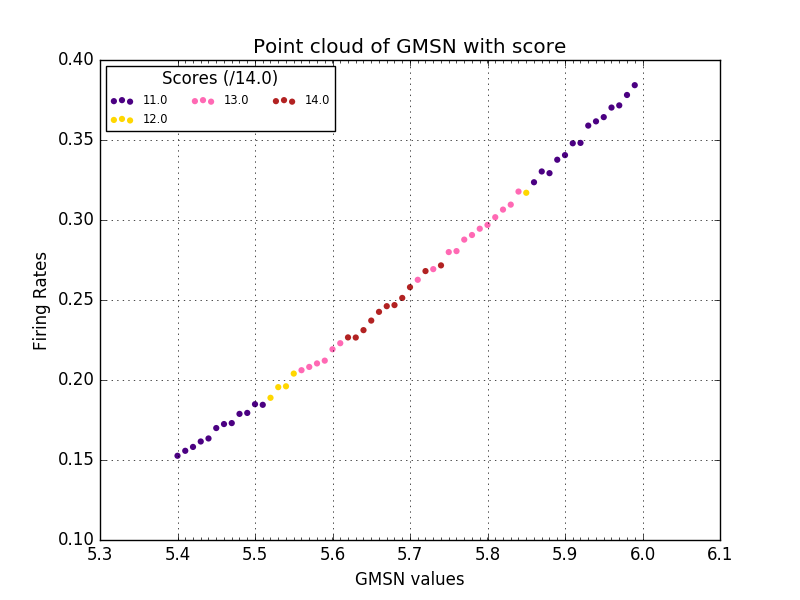 Point cloud of GMSN with score
Scores (/14.0)
11.0 13.0 14.0
12.0
0.40
0.35
0.30
0.25
0.20
0.15
0.10
Firing Rates
5.3 5.4 5.5 5.6 5.7 5.8 5.9 6.0 6.1
GMSN values